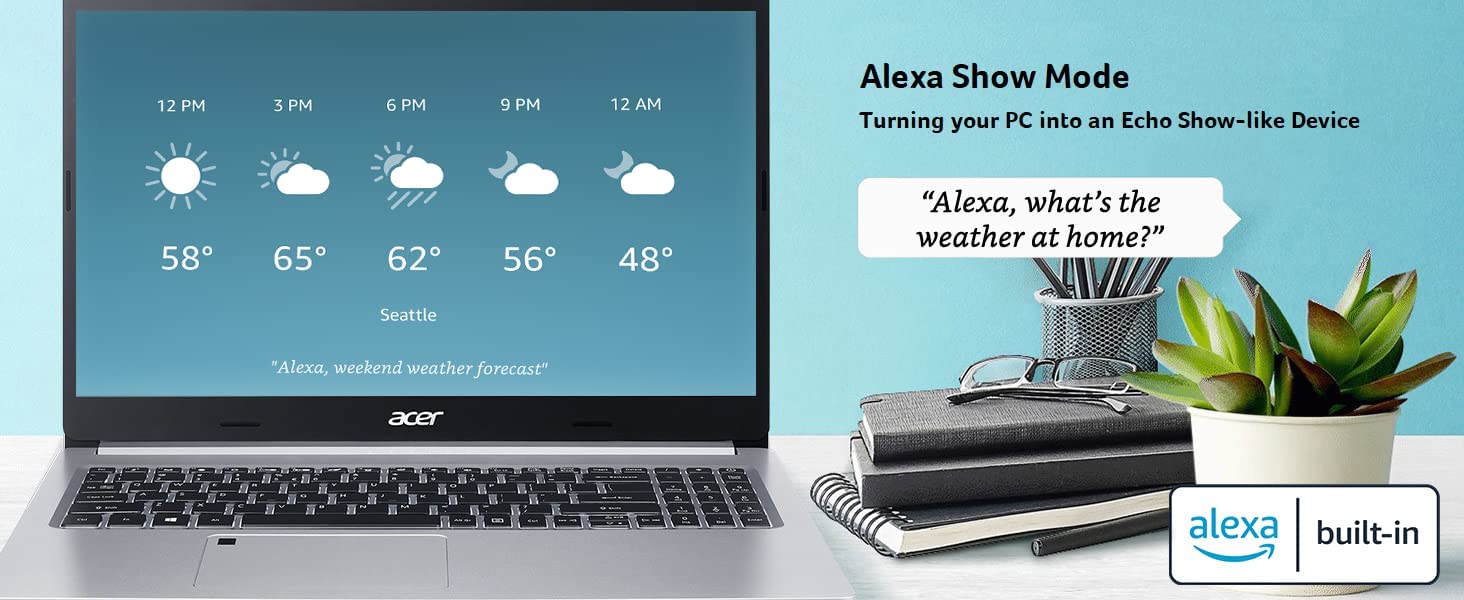 12 PM 3 PM 6 PM 9 PM 12 AM
58° 65° 62° 56° 48°
Seattle
"Alexa, weekend weather forecast"
acer
Alexa Show Mode
Turning your PC into an Echo Show-like Device
“Alexa, what’s the
weather at home?”
alexa built-in